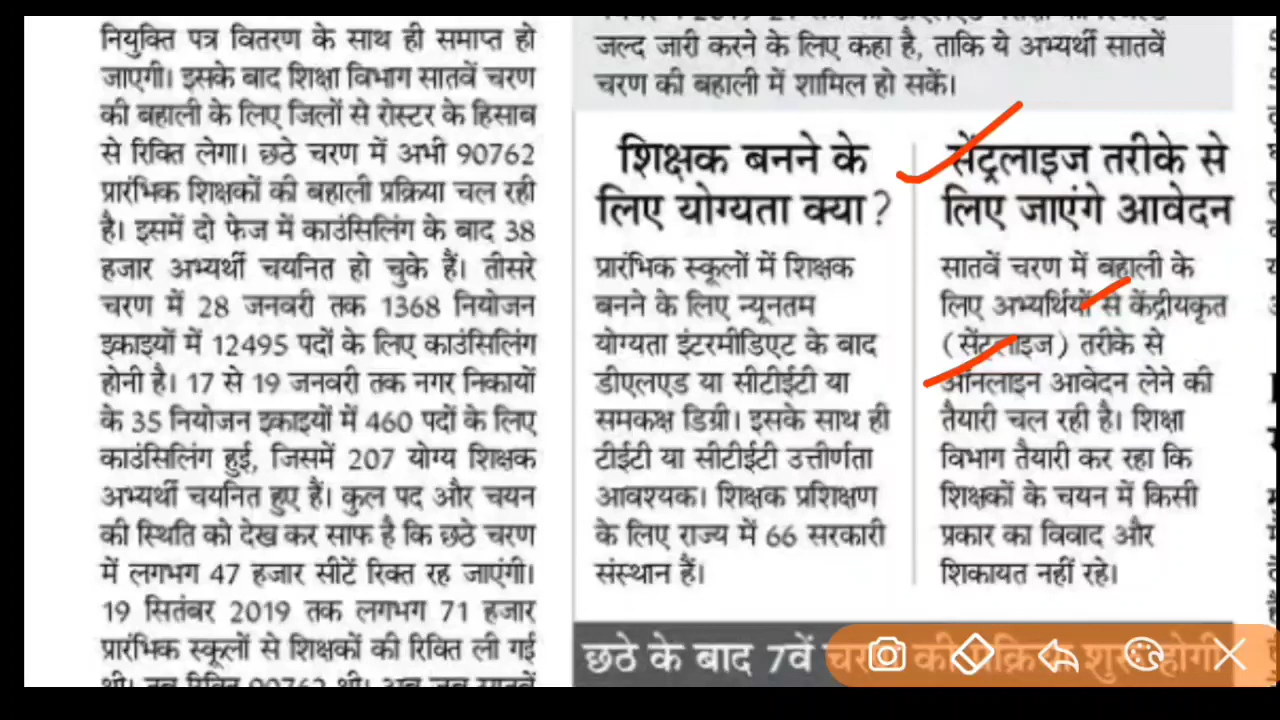 नियुक्ति पत्र वितरण के साथ ही समाप्त हो
जाएगी। इसके बाद शिक्षा विभाग सातवें चरण
की बहाली के लिए जिलों से रोस्टर के हिसाब
से रिक्ति लेगा। छठे चरण में अभी 90762
प्रारंभिक शिक्षकों की बहाली प्रक्रिया चल रही
है। इसमें दो फेज में काउंसिलिंग के बाद 38
हजार अभ्यर्थी चयनित हो चुके हैं। तीसरे
चरण में 28 जनवरी तक 1368 नियोजन
इकाइयों में 12495 पदों के लिए काउंसिलिंग
होनी है। 17 से 19 जनवरी तक नगर निकायों
के 35 नियोजन इकाइयों में 460 पदों के लिए
काउंसिलिंग हुई, जिसमें 207 योग्य शिक्षक
अभ्यर्थी चयनित हुए हैं। कुल पद और चयन
की स्थिति को देख कर साफ है कि छठे चरण
में लगभग 47 हजार सीटें रिक्त रह जाएंगी।
19 सितंबर 2019 तक लगभग 71 हजार
प्रारंभिक स्कूलों से शिक्षकों की रिक्ति ली गई
जल्द जारी करने के लिए कहा है, ताकि ये अभ्यर्थी सातवें
चरण की बहाली में शामिल हो सकें।
शिक्षक बनने के
लिए योग्यता क्या?
प्रारंभिक स्कूलों में शिक्षक
बनने के लिए न्यूनतम
योग्यता इंटरमीडिएट के बाद
डीएलएड या सीटीईटी या
समकक्ष डिग्री। इसके साथ ही
टीईटी या सीटीईटी उत्तीर्णता
आवश्यक। शिक्षक प्रशिक्षण
के लिए राज्य में 66 सरकारी
संस्थान हैं।
सेंट्रलाइज तरीके से
लिए जाएंगे आवेदन
सातवें चरण में बहाली के
लिए अभ्यर्थियों से केंद्रीयकृत
(सेंट्रलाइज) तरीके से
ऑनलाइन आवेदन लेने की
तैयारी चल रही है। शिक्षा
विभाग तैयारी कर रहा कि
शिक्षकों के चयन में किसी
प्रकार का विवाद और
शिकायत नहीं रहे।
छठे के बाद 7वें चरण की प्रक्रिया शुरू होगी